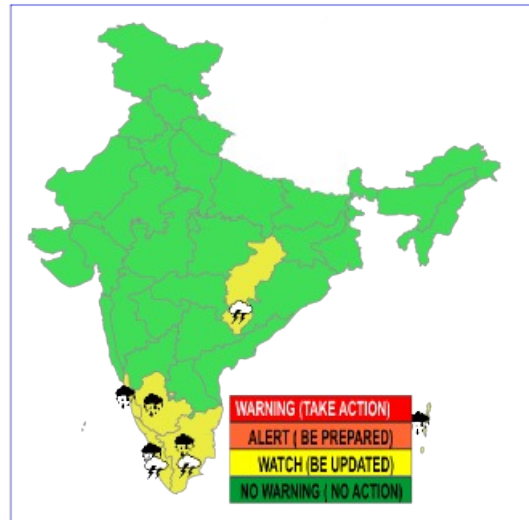 WARNING (TAKE ACTION)
ALERT ( BE PREPARED)
WATCH (BE UPDATED)
NO WARNING ( NO ACTION)